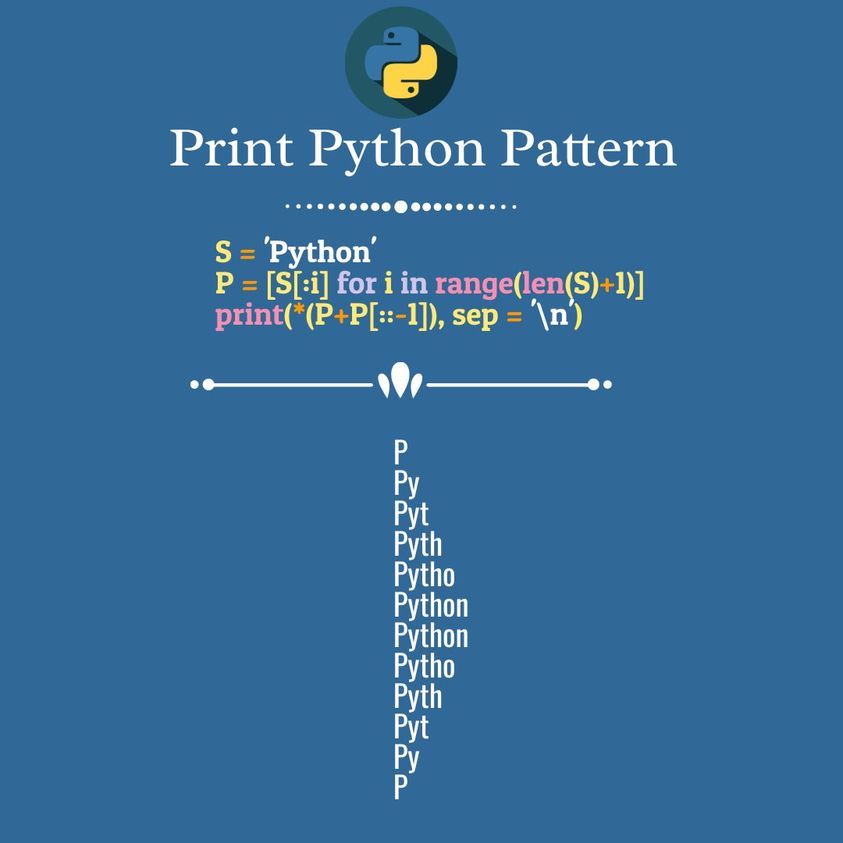 Print Python Pattern
S = 'Python'
P = [S[:i] for i in range(len(S)+1)]
print(*(P+P[::-1]), sep = '\n')
P
Py
Pyt
Pyth
Pytho
Python
Python
Pytho
Pyth
Pyt
Py
P